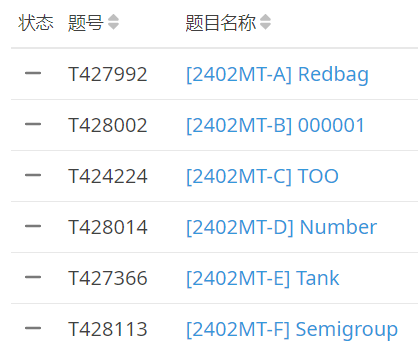 状态 题号 题目名称
— T427992 [2402MT-A] Redbag
— T428002 [2402MT-B] 000001
— T424224 [2402MT-C] TOO
— T428014 [2402MT-D] Number
— T427366 [2402MT-E] Tank
— T428113 [2402MT-F] Semigroup